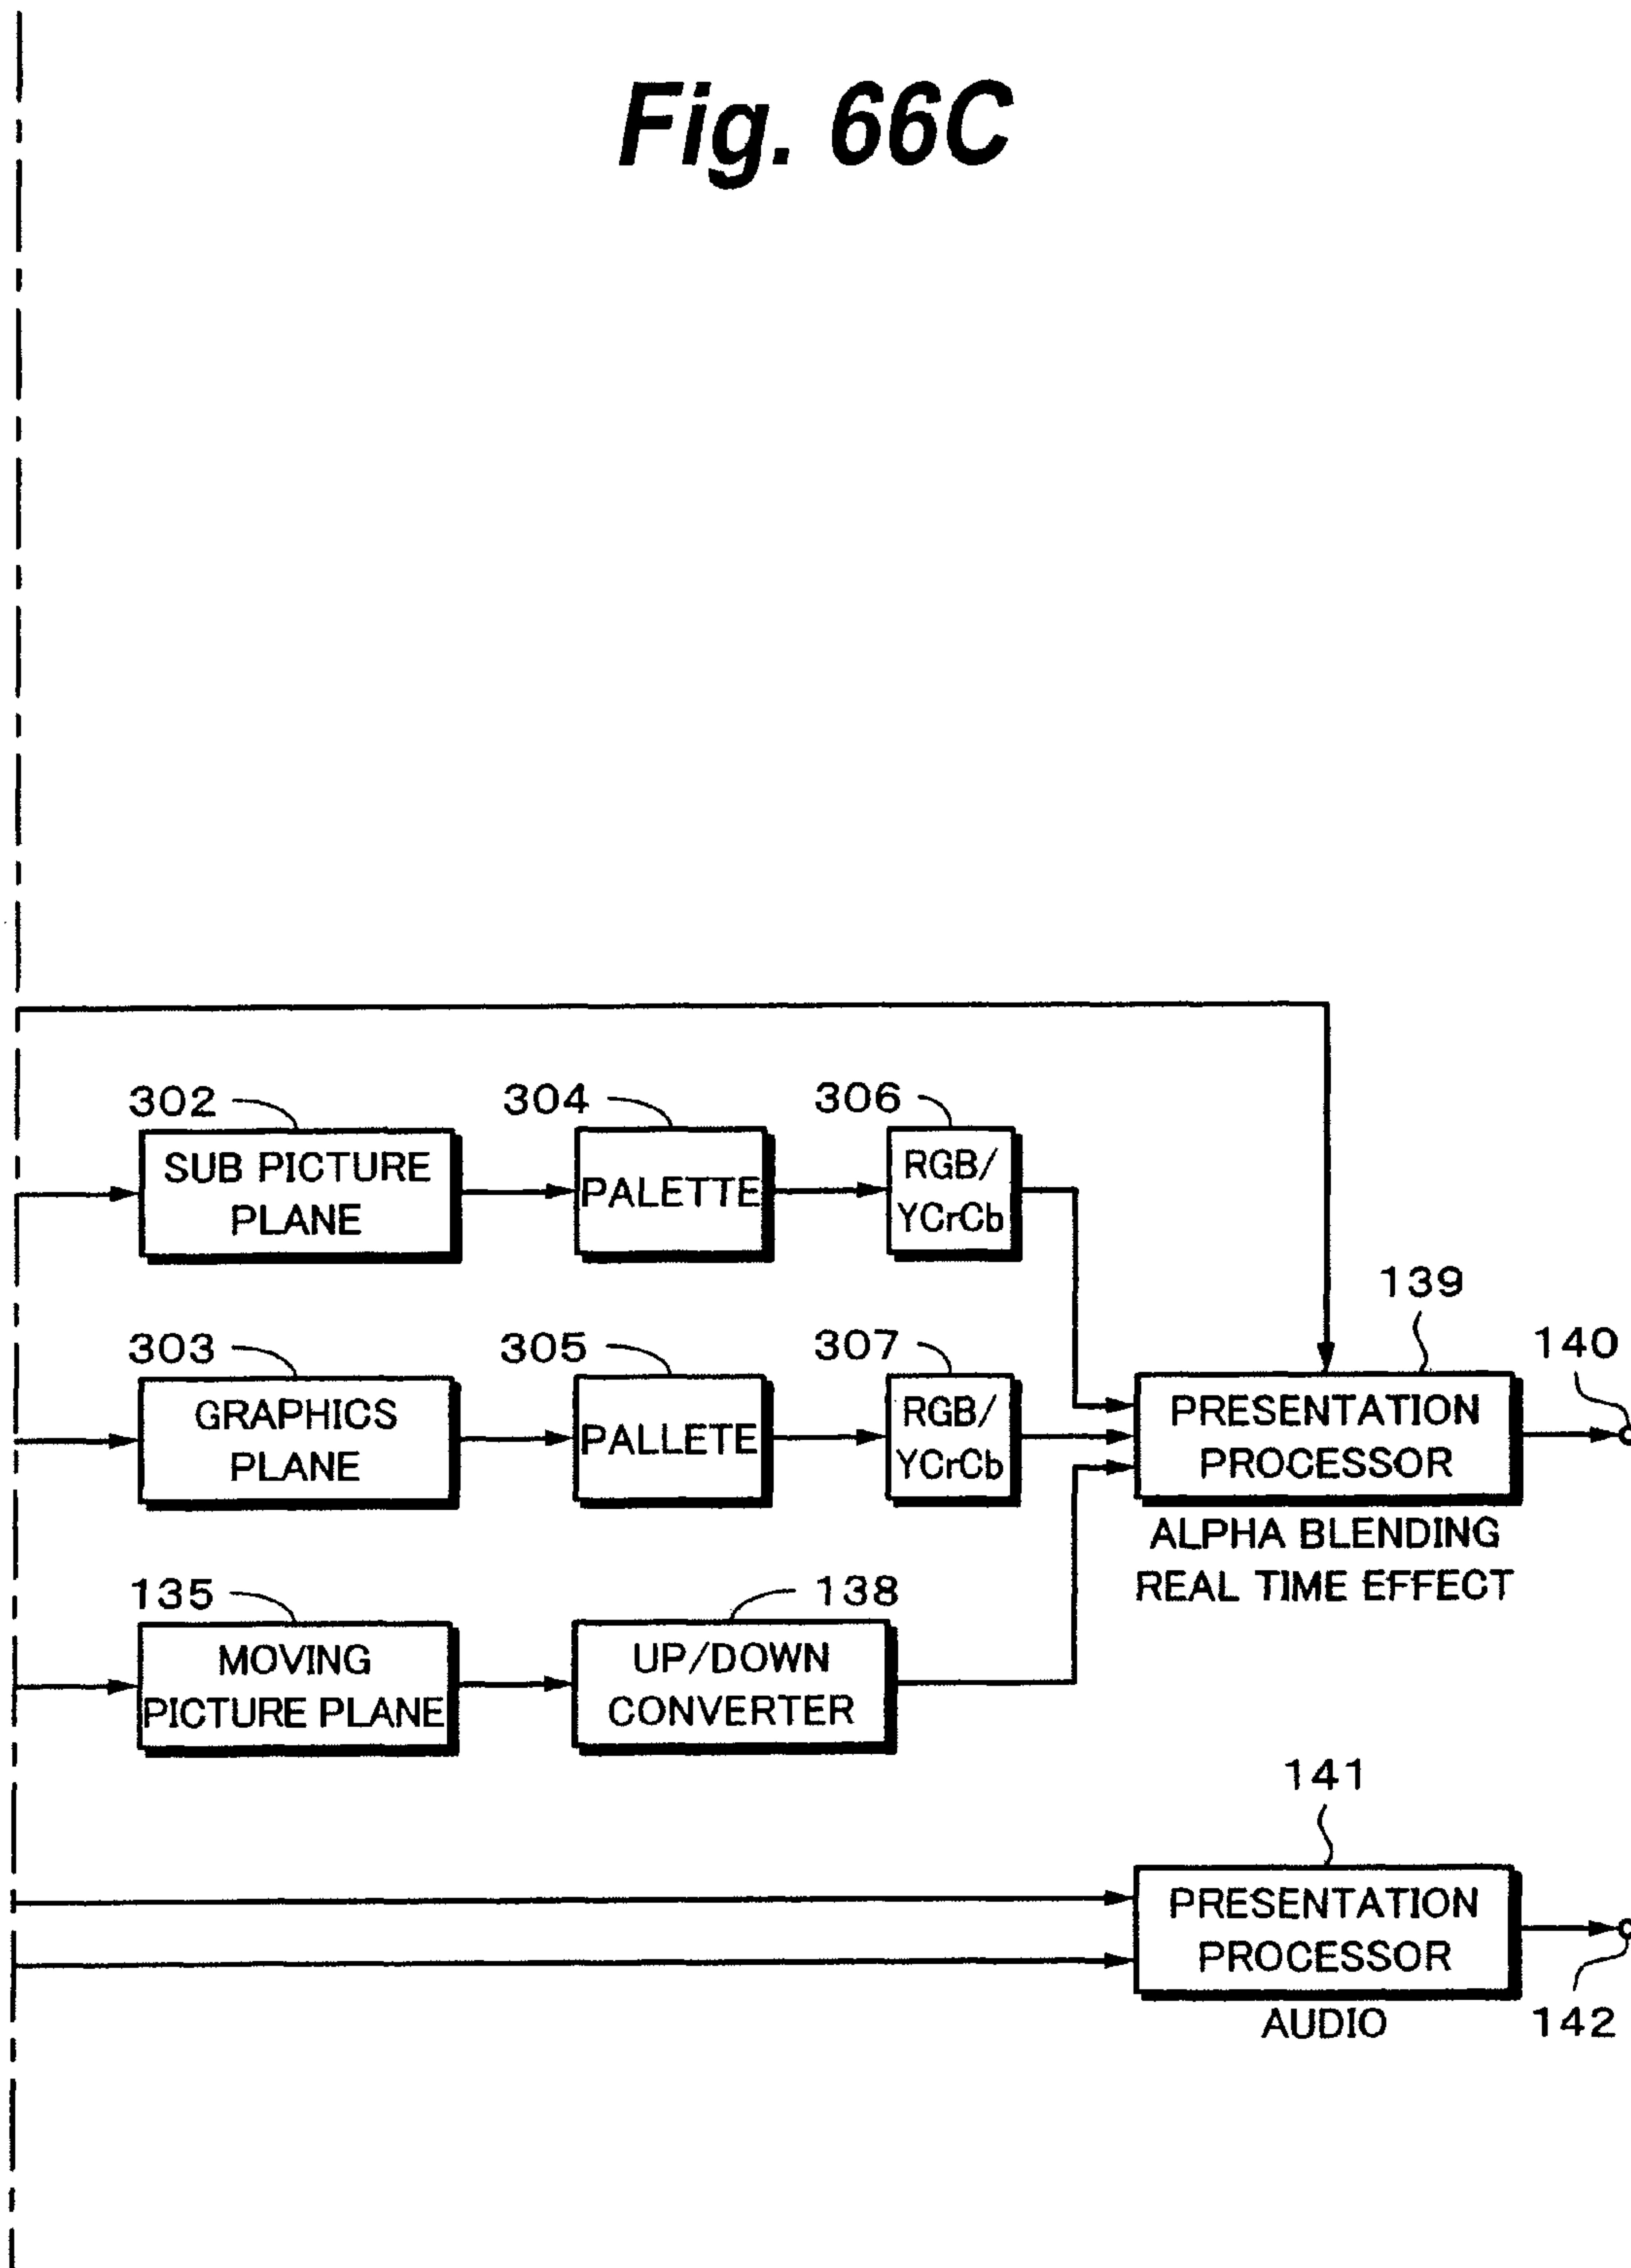 Fig. 66C
302
304
306
SUB PICTURE
PLANE
PALETTE
RGB/
YCrCb
139
140
303
305
307
GRAPHICS
PLANE
PALLETE
RGB/
YCrCb
PRESENTATION
PROCESSOR
ALPHA BLENDING
REAL TIME EFFECT
135
138
MOVING
PICTURE PLANE
UP/DOWN
CONVERTER
141
PRESENTATION
PROCESSOR
AUDIO
142